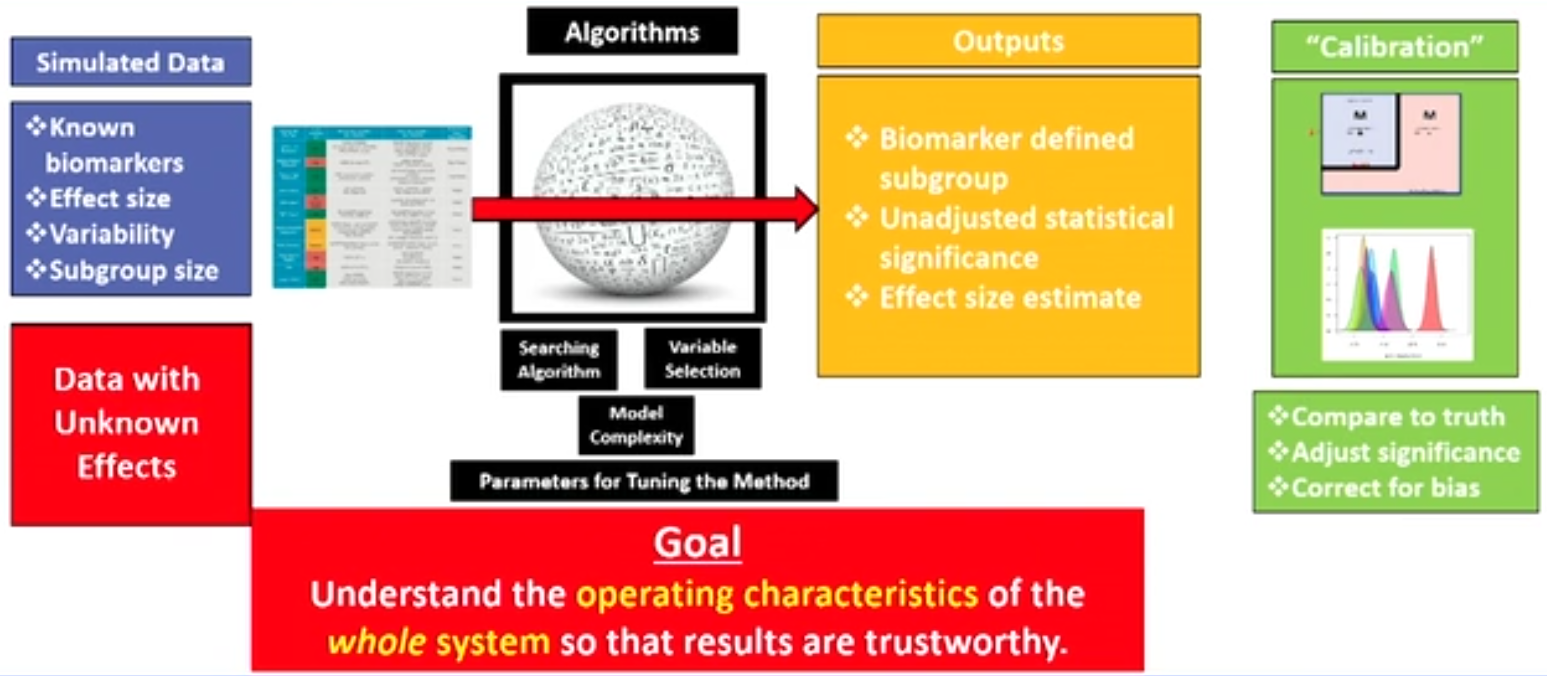 Simulated Data
❖Known
biomarkers
❖Effect size
❖Variability
❖Subgroup size
Data with
Unknown
Effects
Algorithms
Searching
Algorithm
Variable
Selection
Model
Complexity
Parameters for Tuning the Method
Outputs
❖ Biomarker defined
subgroup
❖ Unadjusted statistical
significance
❖ Effect size estimate
“Calibration”
M
M
❖Compare to truth
❖Adjust significance
❖Correct for bias
Goal
Understand the operating characteristics of the
whole system so that results are trustworthy.